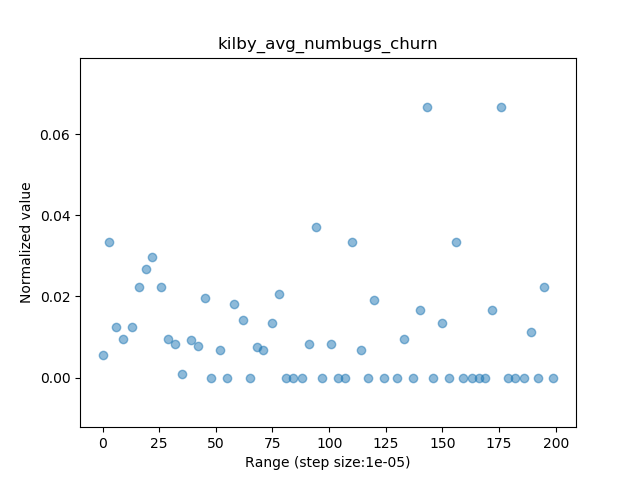 kilby_avg_numbugs_churn
Normalized value
0.06
0.04
0.02
0.00
0 25 50 75 100 125 150 175 200
Range (step size:1e-05)